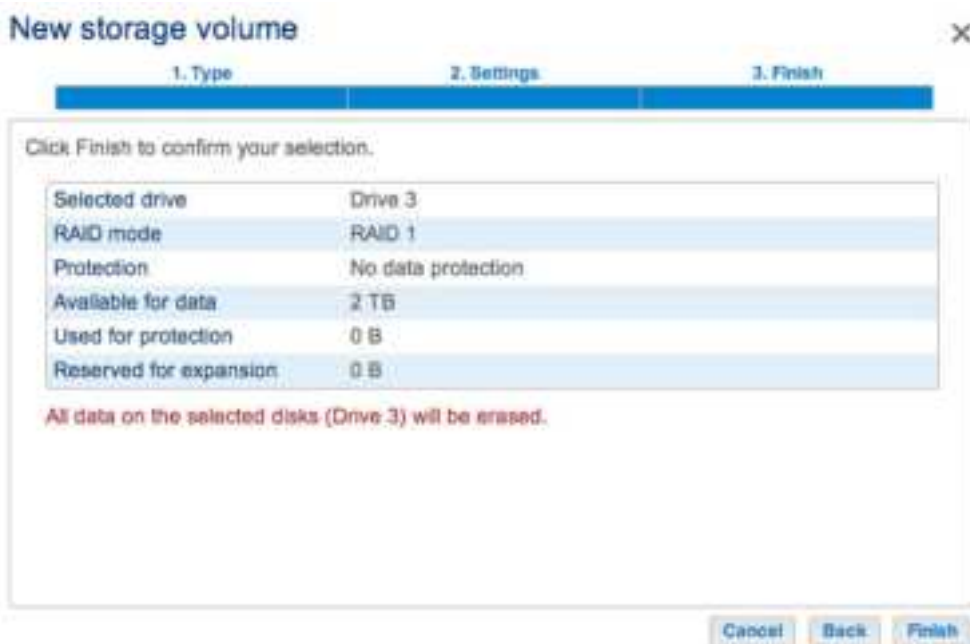 New storage volume
1. Type 2. Settings 3. Finish
Click Finish to confirm your selection.
Selected drive Drive 3
RAID mode RAID 1
Protection No data protection
Available for data 2 TB
Used for protection 0 B
Reserved for expansion 0 B
All data on the selected disks (Drive 3) will be erased.
Cancel Back Finish